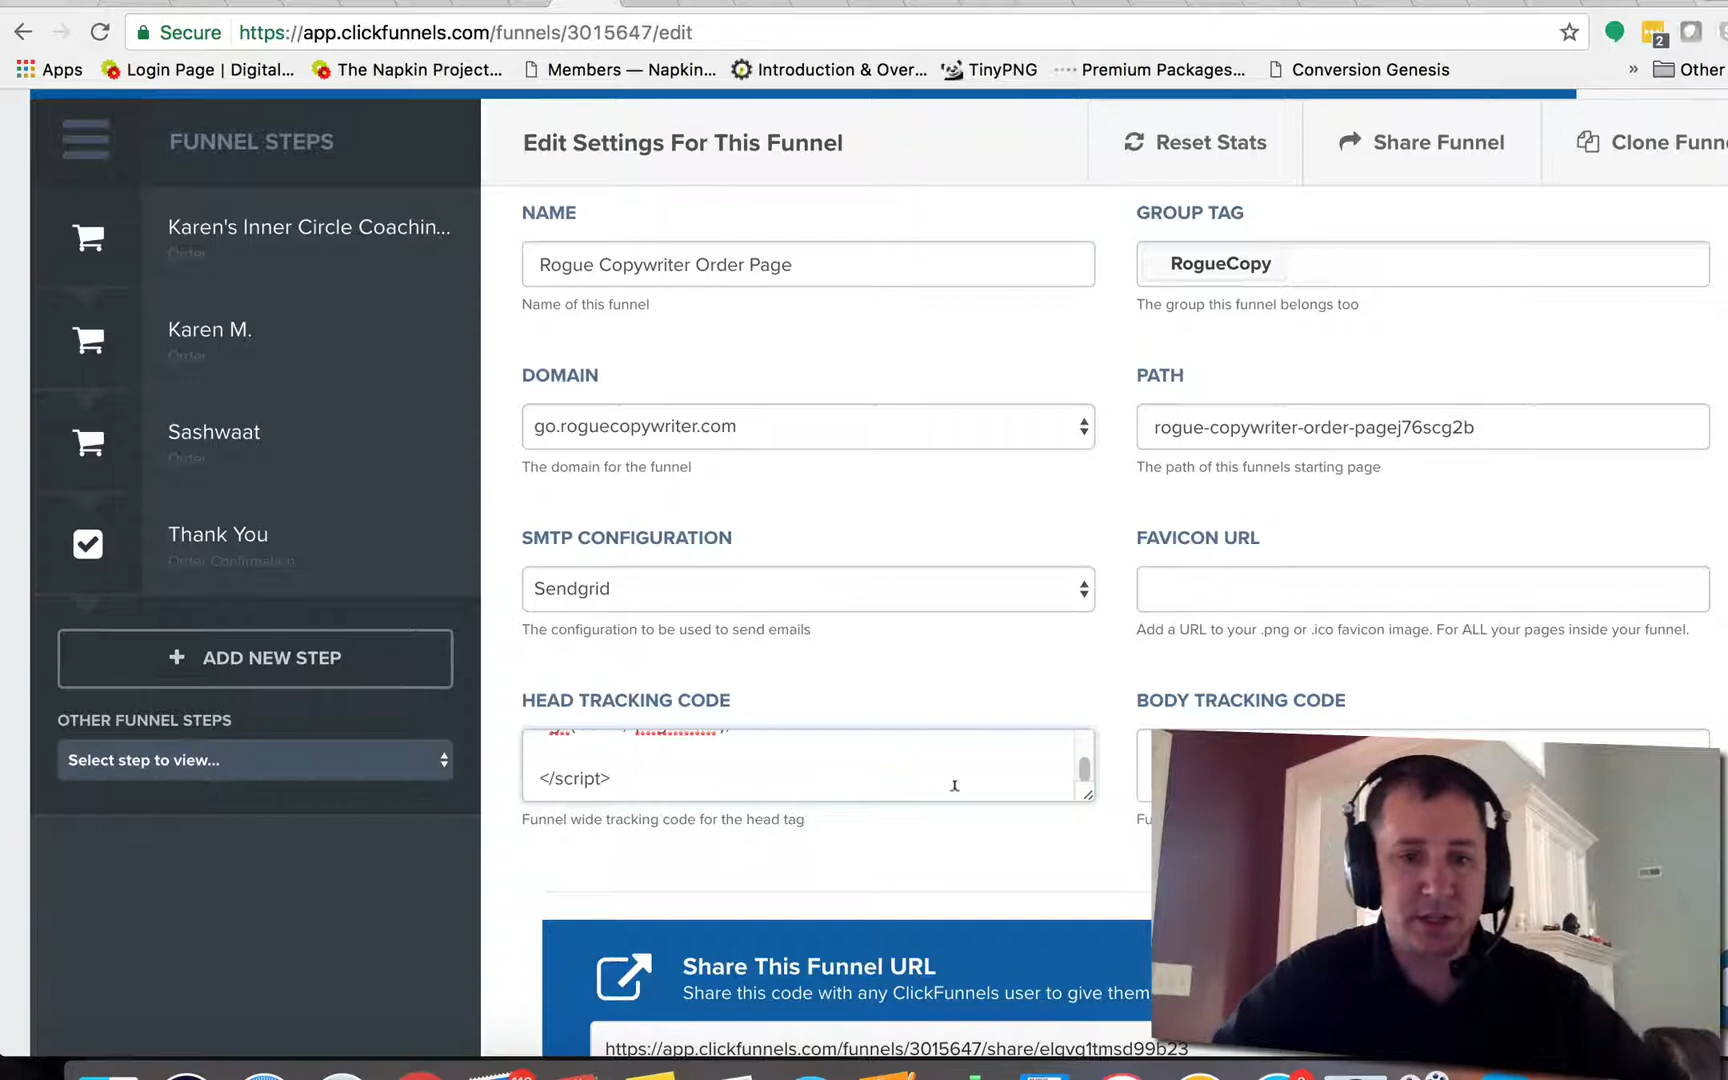 Secure https://app.clickfunnels.com/funnels/3015647/edit
2
Apps Login Page | Digital... The Napkin Project... Members — Napkin... Introduction & Over... TinyPNG Premium Packages... Conversion Genesis » Other
FUNNEL STEPS
Edit Settings For This Funnel
Reset Stats
Share Funnel
Clone Funn
Karen's Inner Circle Coachin...
Order
Karen M.
Order
Sashwaat
Order
Thank You
Order Confirmation
+ ADD NEW STEP
OTHER FUNNEL STEPS
Select step to view...
NAME
Rogue Copywriter Order Page
Name of this funnel
GROUP TAG
RogueCopy
The group this funnel belongs too
DOMAIN
go.roguecopywriter.com
The domain for the funnel
PATH
rogue-copywriter-order-pagej76scg2b
The path of this funnels starting page
SMTP CONFIGURATION
Sendgrid
The configuration to be used to send emails
FAVICON URL
Add a URL to your .png or .ico favicon image. For ALL your pages inside your funnel.
HEAD TRACKING CODE
</script>
Funnel wide tracking code for the head tag
BODY TRACKING CODE
Fu
Share This Funnel URL
Share this code with any ClickFunnels user to give them
https://app.clickfunnels.com/funnels/3015647/share/elgvg1tmsd99b23